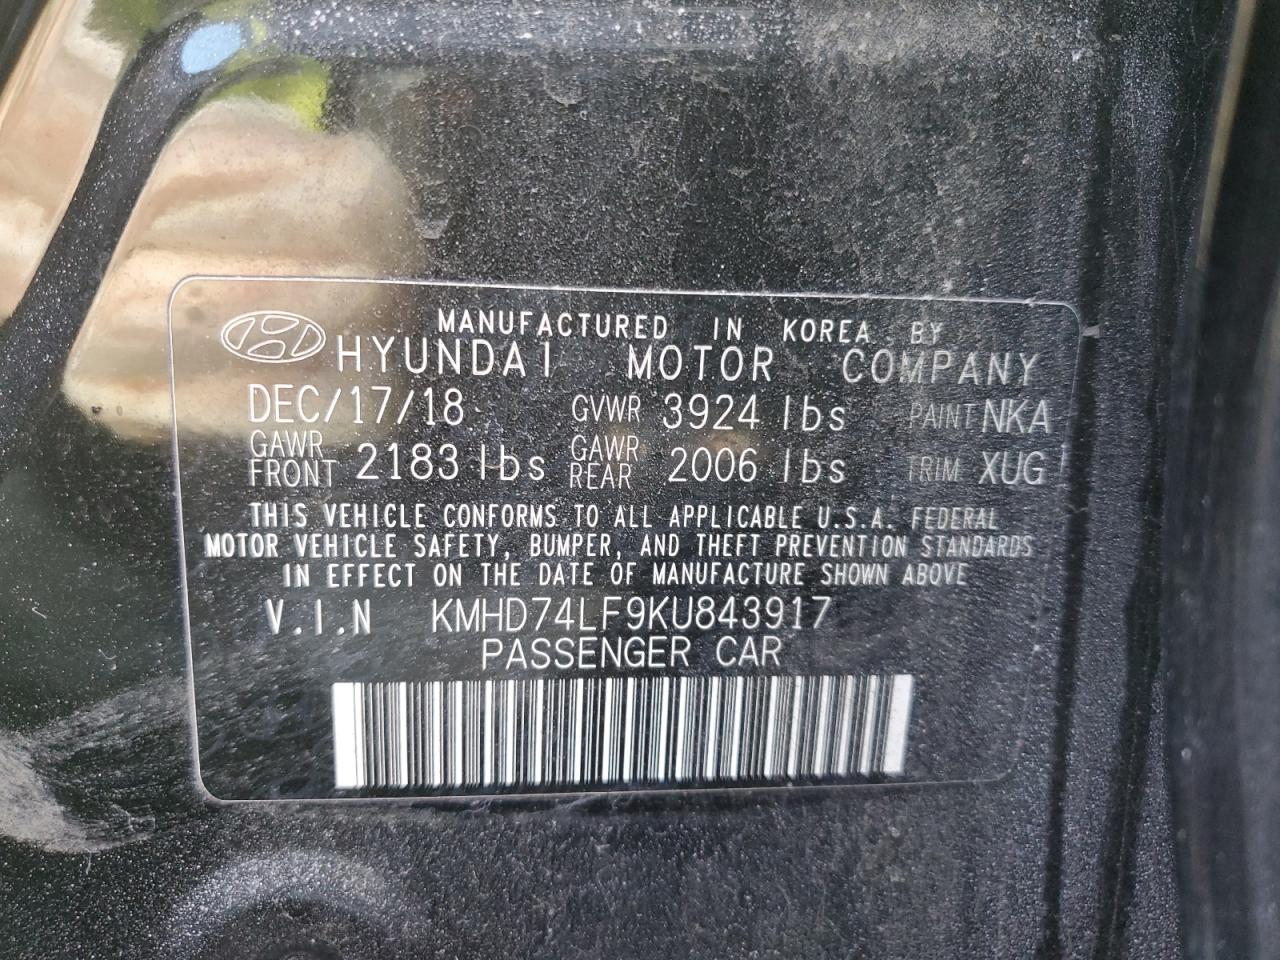 MANUFACTURED IN KOREA BY
HYUNDAI MOTOR COMPANY
DEC/17/18 GVWR 3924 lbs PAINT NKA
GAWR FRONT 2183 lbs GAWR REAR 2006 lbs TRIM XUG
THIS VEHICLE CONFORMS TO ALL APPLICABLE U.S.A. FEDERAL
MOTOR VEHICLE SAFETY, BUMPER, AND THEFT PREVENTION STANDARDS
IN EFFECT ON THE DATE OF MANUFACTURE SHOWN ABOVE
V.I.N KMHD74LF9KU843917
PASSENGER CAR